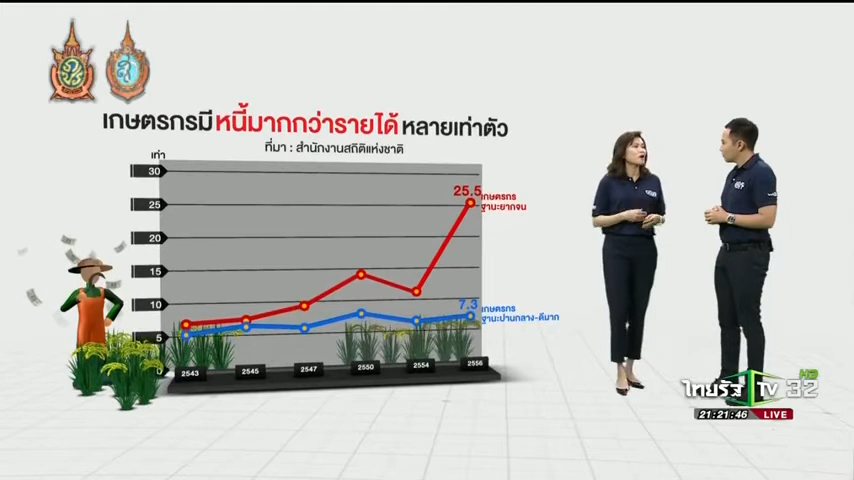 เกษตรกรมี หนี้มากกว่ารายได้ หลายเท่าตัว
ที่มา : สำนักงานสถิติแห่งชาติ
เท่า
30
25
20
15
10
5
0
25.5
เกษตรกร
ฐานะยากจน
7.3
เกษตรกร
ฐานะปานกลาง-ดีมาก
2543
2545
2547
2550
2554
2556
ไทยรัฐ TV 32 HD
21:21:46 LIVE